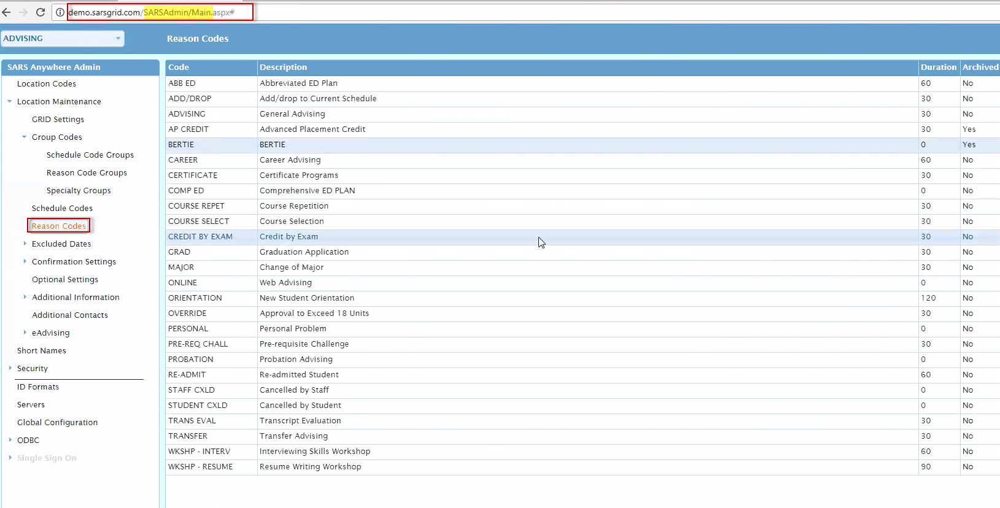 demo.sarsgrid.com/SARSAdmin/Main.aspx#
ADVISING
Reason Codes
SARS Anywhere Admin
Location Codes
Location Maintenance
GRID Settings
Group Codes
Schedule Code Groups
Reason Code Groups
Specialty Groups
Schedule Codes
Reason Codes
Excluded Dates
Confirmation Settings
Optional Settings
Additional Information
Additional Contacts
eAdvising
Short Names
Security
ID Formats
Servers
Global Configuration
ODBC
Single Sign On
Code Description Duration Archived
ABB ED Abbreviated ED Plan 60 No
ADD/DROP Add/drop to Current Schedule 30 No
ADVISING General Advising 30 No
AP CREDIT Advanced Placement Credit 30 Yes
BERTIE BERTIE 0 Yes
CAREER Career Advising 60 No
CERTIFICATE Certificate Programs 30 No
COMP ED Comprehensive ED PLAN 0 No
COURSE REPET Course Repetition 30 No
COURSE SELECT Course Selection 30 No
CREDIT BY EXAM Credit by Exam 30 No
GRAD Graduation Application 30 No
MAJOR Change of Major 30 No
ONLINE Web Advising 0 No
ORIENTATION New Student Orientation 120 No
OVERRIDE Approval to Exceed 18 Units 30 No
PERSONAL Personal Problem 0 No
PRE-REQ CHALL Pre-requisite Challenge 30 No
PROBATION Probation Advising 0 No
RE-ADMIT Re-admitted Student 60 No
STAFF CXLD Cancelled by Staff 0 No
STUDENT CXLD Cancelled by Student 0 No
TRANS EVAL Transcript Evaluation 30 No
TRANSFER Transfer Advising 30 No
WKSHP - INTERV Interviewing Skills Workshop 60 No
WKSHP - RESUME Resume Writing Workshop 90 No